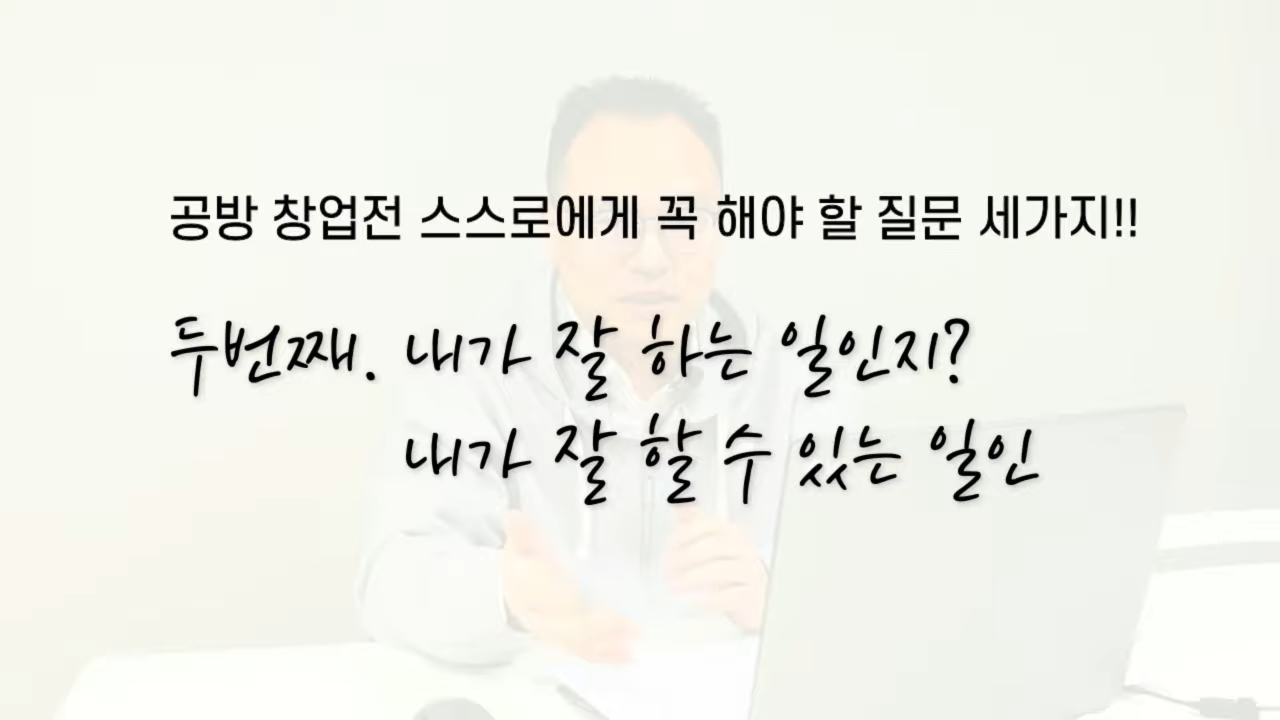 공방 창업전 스스로에게 꼭 해야 할 질문 세가지!!
두번째. 내가 잘 하는 일인지?
내가 잘 할 수 있는 일인